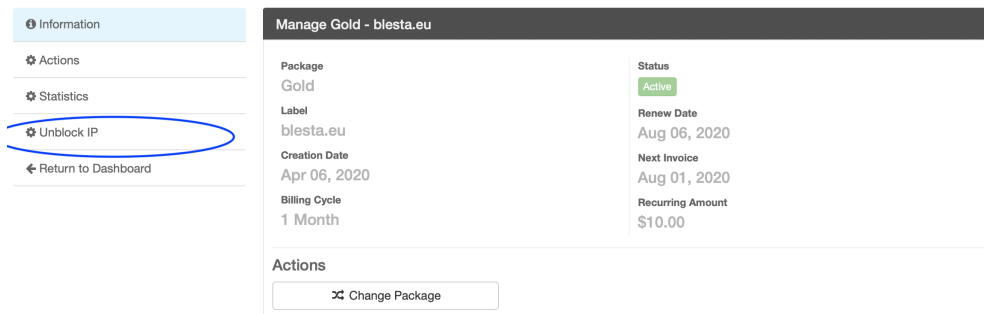 Information
Actions
Statistics
Unblock IP
Return to Dashboard
Manage Gold - blesta.eu
Package
Gold
Label
blesta.eu
Creation Date
Apr 06, 2020
Billing Cycle
1 Month
Status
Active
Renew Date
Aug 06, 2020
Next Invoice
Aug 01, 2020
Recurring Amount
$10.00
Actions
Change Package